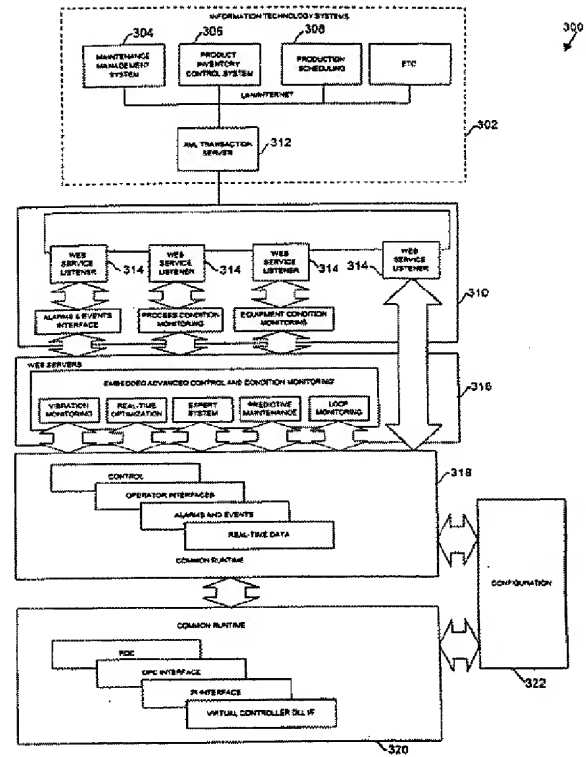 INFORMATION TECHNOLOGY SYSTEMS
300
304
306
308
MAINTENANCE
MANAGEMENT
SYSTEM
PRODUCT
INVENTORY
CONTROL SYSTEM
PRODUCTION
SCHEDULING
ETC
LAN/INTERNET
302
XML TRANSACTION
SERVER
312
WEB
SERVICE
LISTENER
314
WEB
SERVICE
LISTENER
314
WEB
SERVICE
LISTENER
314
WEB
SERVICE
LISTENER
314
310
ALARMS & EVENTS
INTERFACE
PROCESS CONDITION
MONITORING
EQUIPMENT CONDITION
MONITORING
WEB SERVERS
EMBEDDED ADVANCED CONTROL AND CONDITION MONITORING
316
VIBRATION
MONITORING
REAL-TIME
OPTIMIZATION
EXPERT
SYSTEM
PREDICTIVE
MAINTENANCE
LOOP
MONITORING
318
CONTROL
OPERATOR INTERFACES
ALARMS AND EVENTS
REAL-TIME DATA
COMMON RUNTIME
CONFIGURATION
322
COMMON RUNTIME
OPC INTERFACE
PI INTERFACE
VIRTUAL CONTROLLER DLL I/F
320